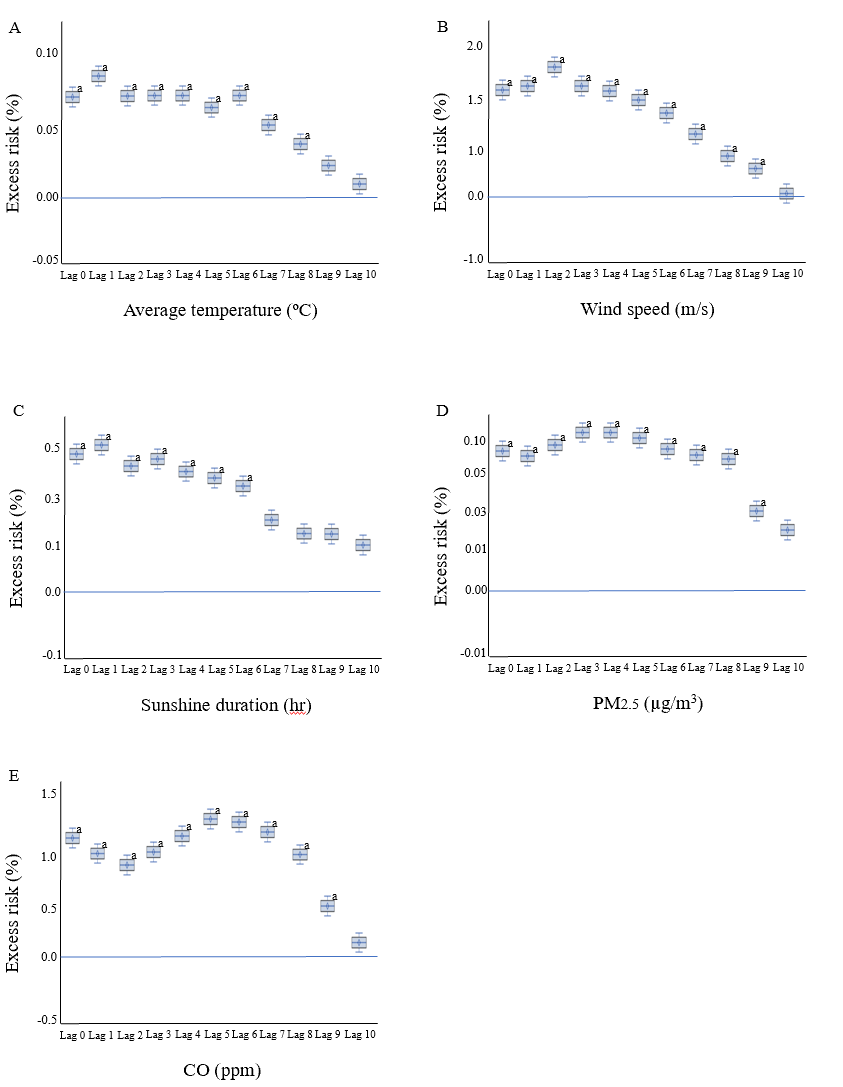 A
Excess risk (%)
0.10
0.05
0.00
-0.05
a a a a a a a a a
Lag 0 Lag 1 Lag 2 Lag 3 Lag 4 Lag 5 Lag 6 Lag 7 Lag 8 Lag 9 Lag 10
Average temperature (ºC)
B
Excess risk (%)
2.0
1.5
1.0
0.0
-1.0
a a a a a a a a a a
Lag 0 Lag 1 Lag 2 Lag 3 Lag 4 Lag 5 Lag 6 Lag 7 Lag 8 Lag 9 Lag 10
Wind speed (m/s)
C
Excess risk (%)
0.5
0.3
0.1
0.0
-0.1
a a a a a a a
Lag 0 Lag 1 Lag 2 Lag 3 Lag 4 Lag 5 Lag 6 Lag 7 Lag 8 Lag 9 Lag 10
Sunshine duration (hr)
D
Excess risk (%)
0.10
0.05
0.03
0.01
0.00
-0.01
a a a a a a a a a a
Lag 0 Lag 1 Lag 2 Lag 3 Lag 4 Lag 5 Lag 6 Lag 7 Lag 8 Lag 9 Lag 10
PM2.5 (µg/m³)
E
Excess risk (%)
1.5
1.0
0.5
0.0
-0.5
a a a a a a a a a a
Lag 0 Lag 1 Lag 2 Lag 3 Lag 4 Lag 5 Lag 6 Lag 7 Lag 8 Lag 9 Lag 10
CO (ppm)